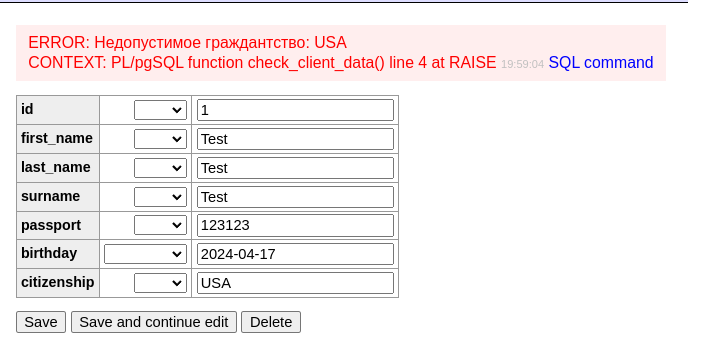 ERROR: Недопустимое граждантство: USA
CONTEXT: PL/pgSQL function check_client_data() line 4 at RAISE 19:59:04 SQL command
id 1
first_name Test
last_name Test
surname Test
passport 123123
birthday 2024-04-17
citizenship USA
Save Save and continue edit Delete